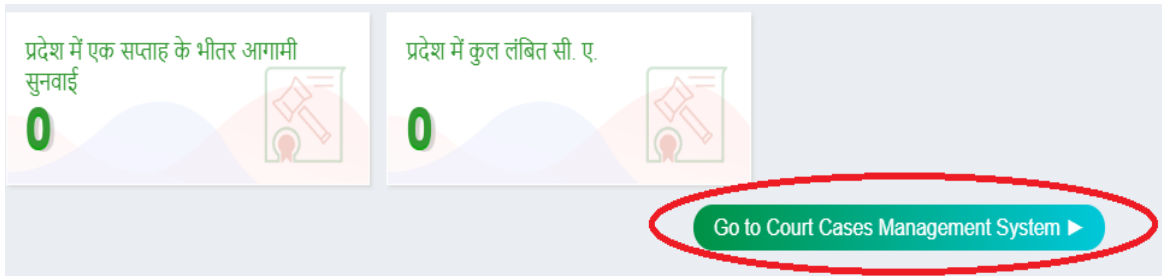 प्रदेश में एक सप्ताह के भीतर आगामी
सुनवाई
0
प्रदेश में कुल लंबित सी. ए.
0
Go to Court Cases Management System ▶